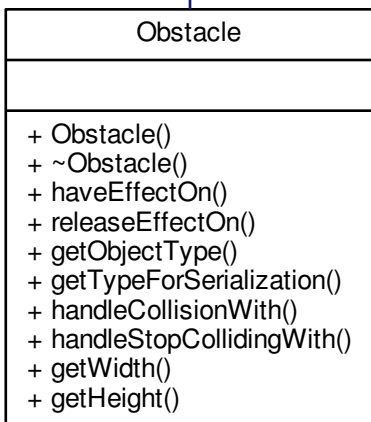 Obstacle
+ Obstacle()
+ ~Obstacle()
+ haveEffectOn()
+ releaseEffectOn()
+ getObjectType()
+ getTypeForSerialization()
+ handleCollisionWith()
+ handleStopCollidingWith()
+ getWidth()
+ getHeight()